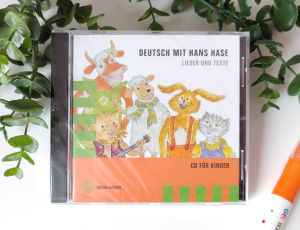 DEUTSCH MIT HANS HASE
LIEDER UND TEXTE
CD FÜR KINDER